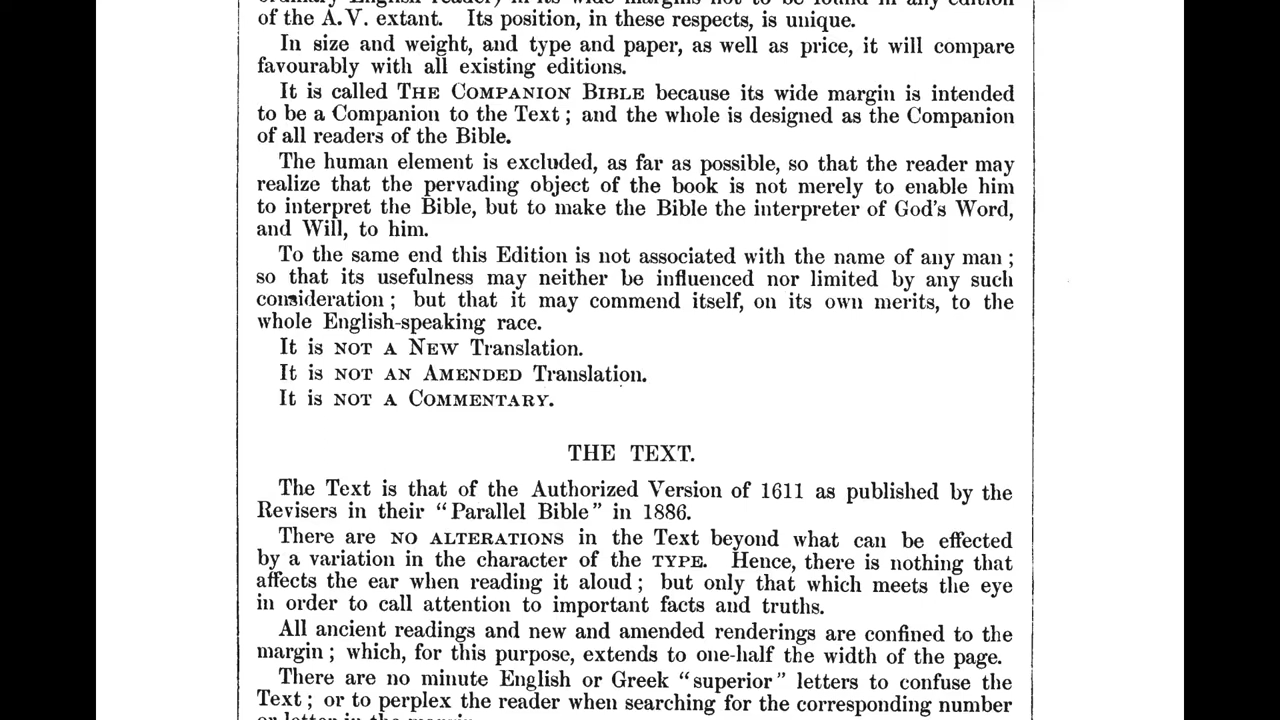 of the A.V. extant. Its position, in these respects, is unique.
In size and weight, and type and paper, as well as price, it will compare
favourably with all existing editions.
It is called THE COMPANION BIBLE because its wide margin is intended
to be a Companion to the Text; and the whole is designed as the Companion
of all readers of the Bible.
The human element is excluded, as far as possible, so that the reader may
realize that the pervading object of the book is not merely to enable him
to interpret the Bible, but to make the Bible the interpreter of God's Word,
and Will, to him.
To the same end this Edition is not associated with the name of any man;
so that its usefulness may neither be influenced nor limited by any such
consideration; but that it may commend itself, on its own merits, to the
whole English-speaking race.
It is NOT A NEW Translation.
It is NOT AN AMENDED Translation.
It is NOT A COMMENTARY.
THE TEXT.
The Text is that of the Authorized Version of 1611 as published by the
Revisers in their "Parallel Bible" in 1886.
There are NO ALTERATIONS in the Text beyond what can be effected
by a variation in the character of the TYPE. Hence, there is nothing that
affects the ear when reading it aloud; but only that which meets the eye
in order to call attention to important facts and truths.
All ancient readings and new and amended renderings are confined to the
margin; which, for this purpose, extends to one-half the width of the page.
There are no minute English or Greek "superior" letters to confuse the
Text; or to perplex the reader when searching for the corresponding number